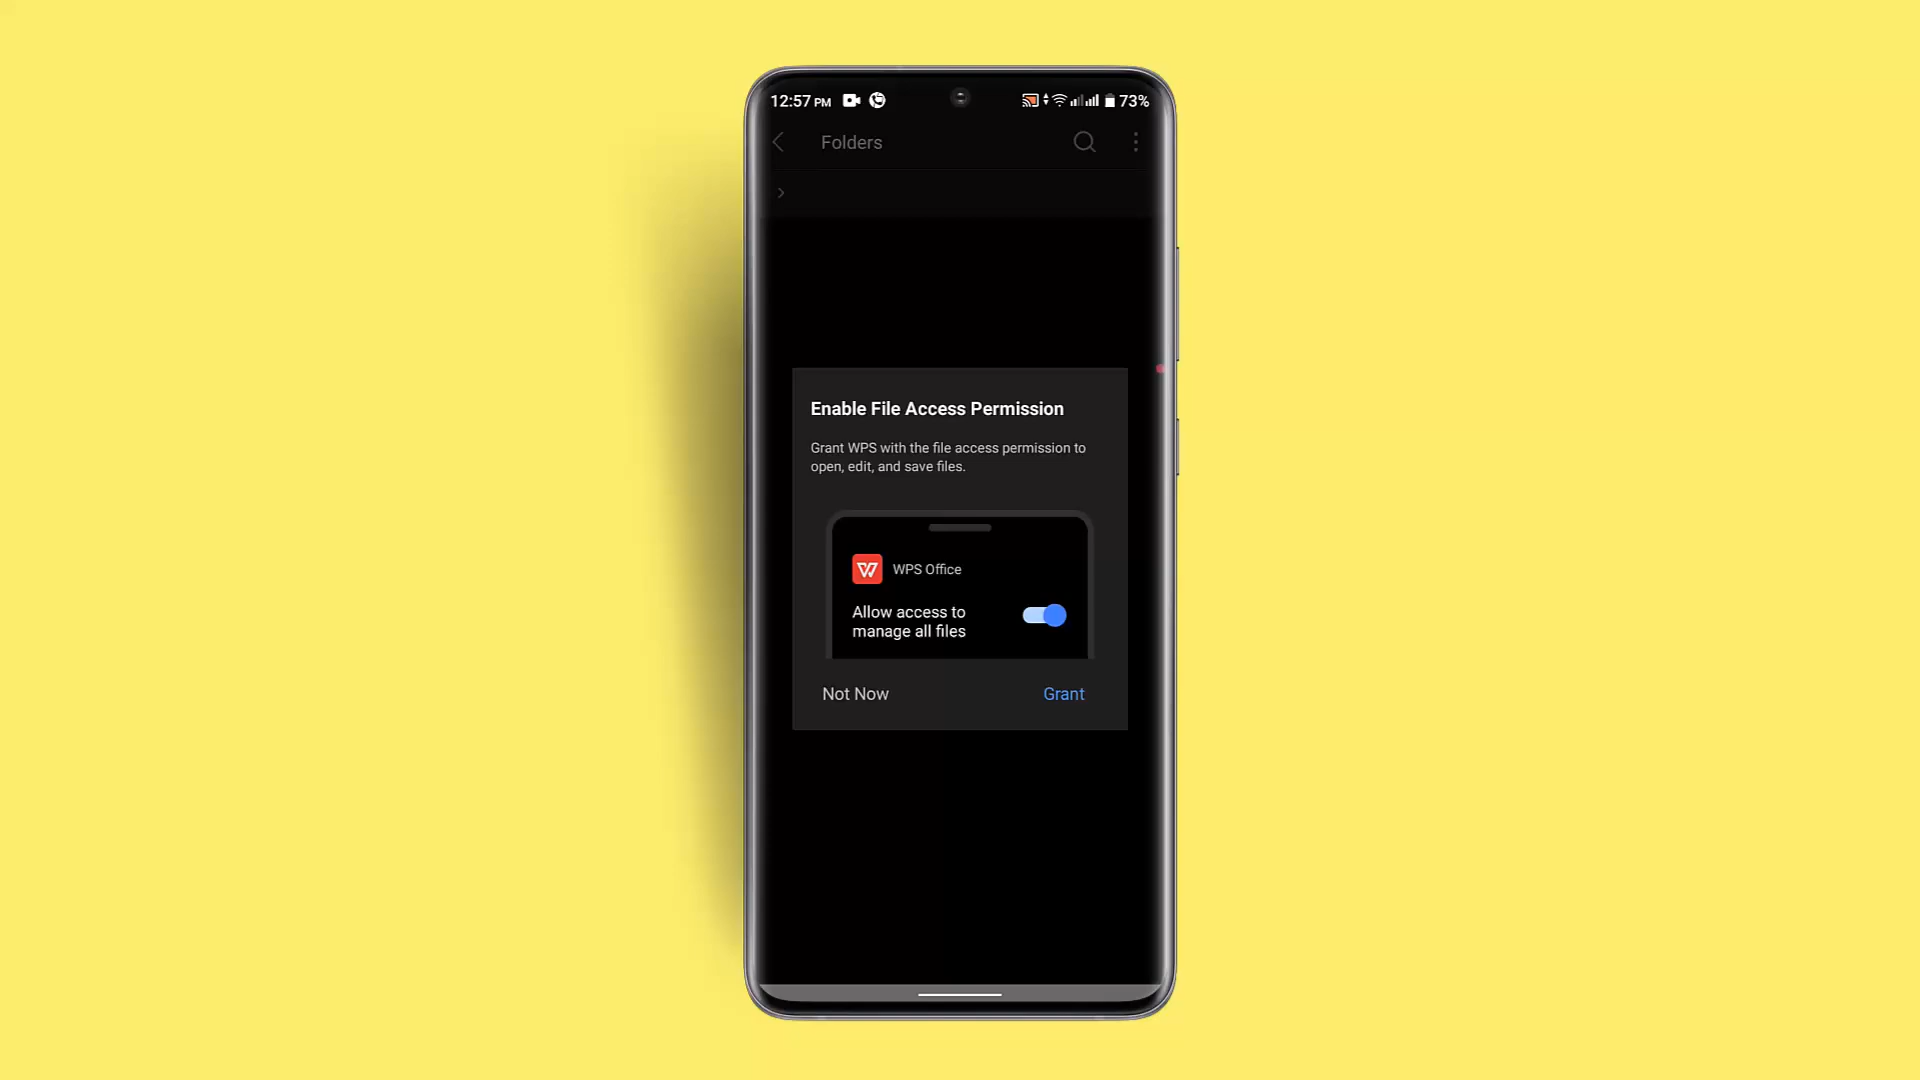 12:57 PM 73%
Folders
Enable File Access Permission
Grant WPS with the file access permission to
open, edit, and save files.
WPS Office
Allow access to
manage all files
Not Now Grant